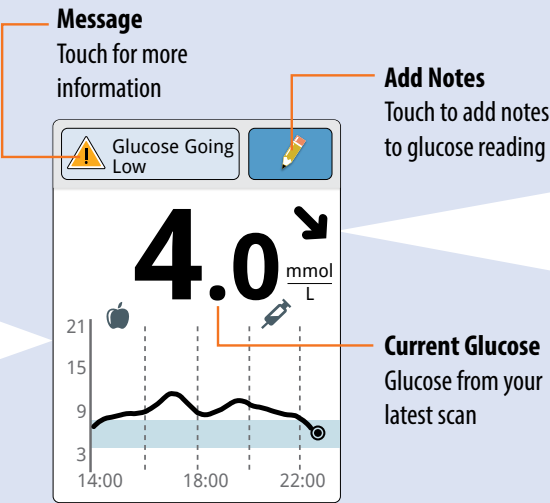 Message
Touch for more
information
Add Notes
Touch to add notes
to glucose reading
Glucose Going
Low
4.0
mmol
L
21
15
9
3
14:00
18:00
22:00
Current Glucose
Glucose from your
latest scan